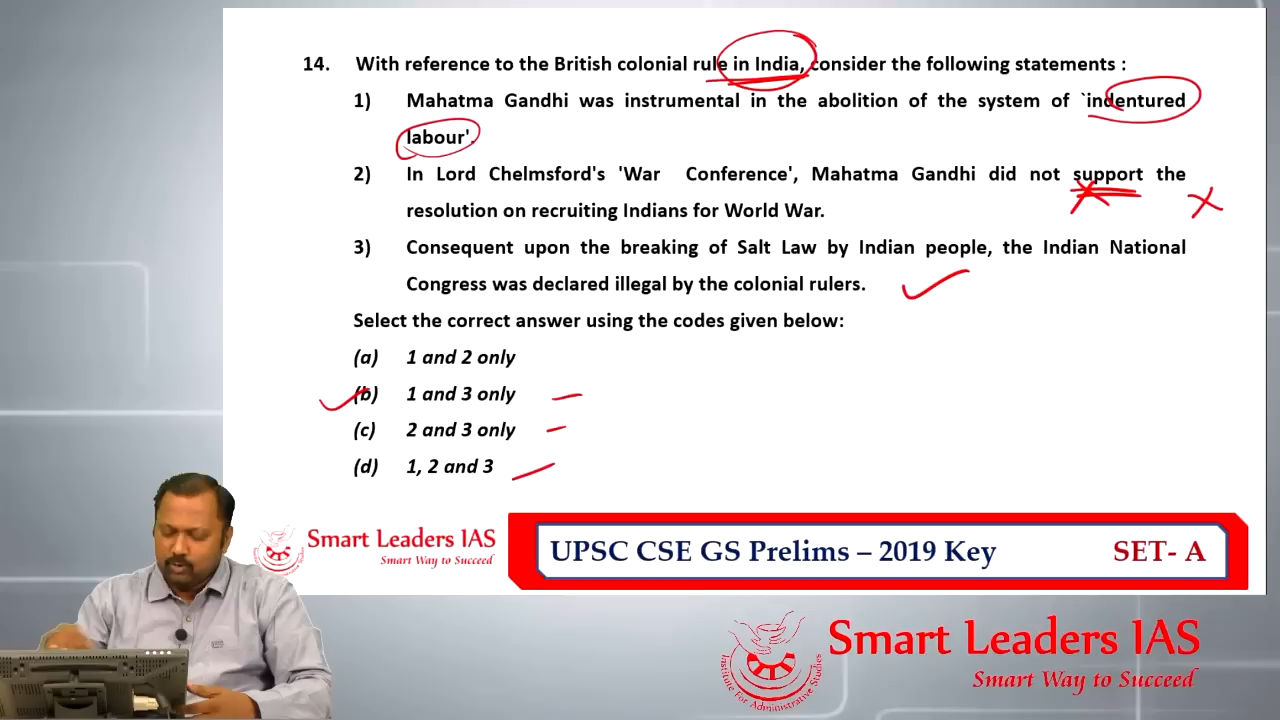 14. With reference to the British colonial rule in India, consider the following statements :
1) Mahatma Gandhi was instrumental in the abolition of the system of `indentured
labour'.
2) In Lord Chelmsford's 'War Conference', Mahatma Gandhi did not support the
resolution on recruiting Indians for World War.
3) Consequent upon the breaking of Salt Law by Indian people, the Indian National
Congress was declared illegal by the colonial rulers.
Select the correct answer using the codes given below:
(a) 1 and 2 only
(b) 1 and 3 only
(c) 2 and 3 only
(d) 1, 2 and 3
Smart Leaders IAS
Smart Way to Succeed
UPSC CSE GS Prelims – 2019 Key SET- A
Smart Leaders IAS
Smart Way to Succeed
Institute For Administrative Studies